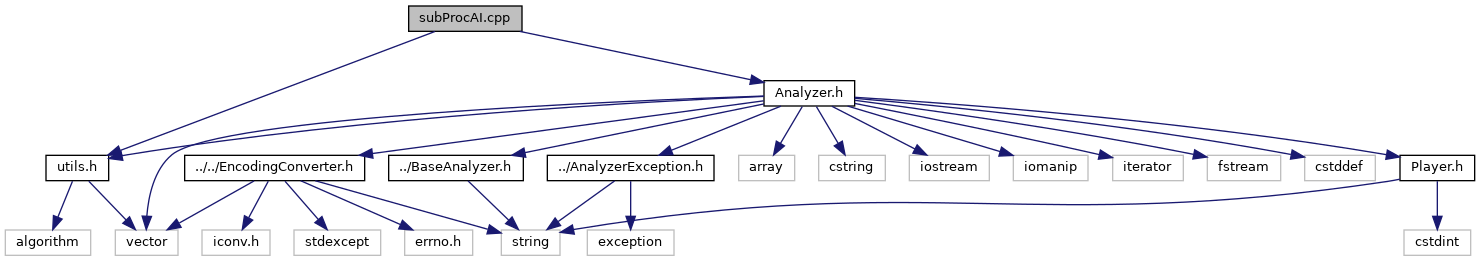 subProcAI.cpp
Analyzer.h
utils.h
../../EncodingConverter.h
../BaseAnalyzer.h
../AnalyzerException.h
array
cstring
iostream
iomanip
iterator
fstream
cstddef
Player.h
algorithm
vector
iconv.h
stdexcept
errno.h
string
exception
cstdint